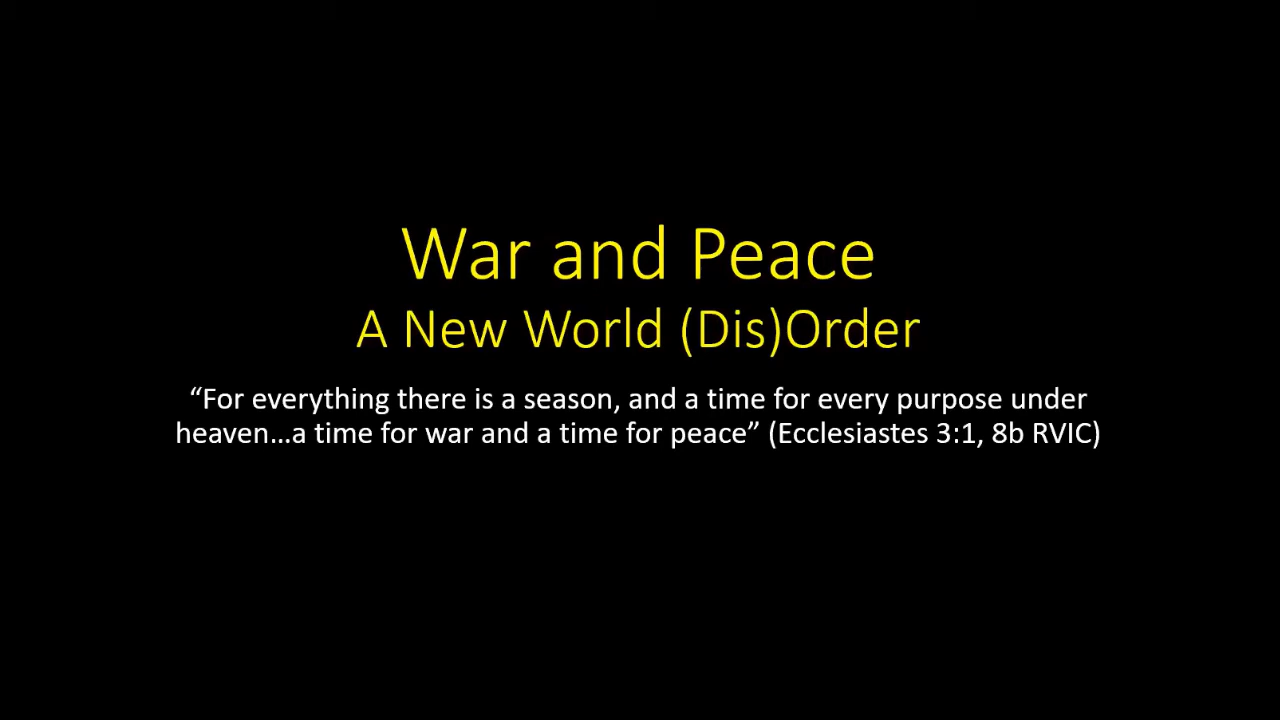 War and Peace
A New World (Dis)Order
“For everything there is a season, and a time for every purpose under
heaven…a time for war and a time for peace” (Ecclesiastes 3:1, 8b RVIC)